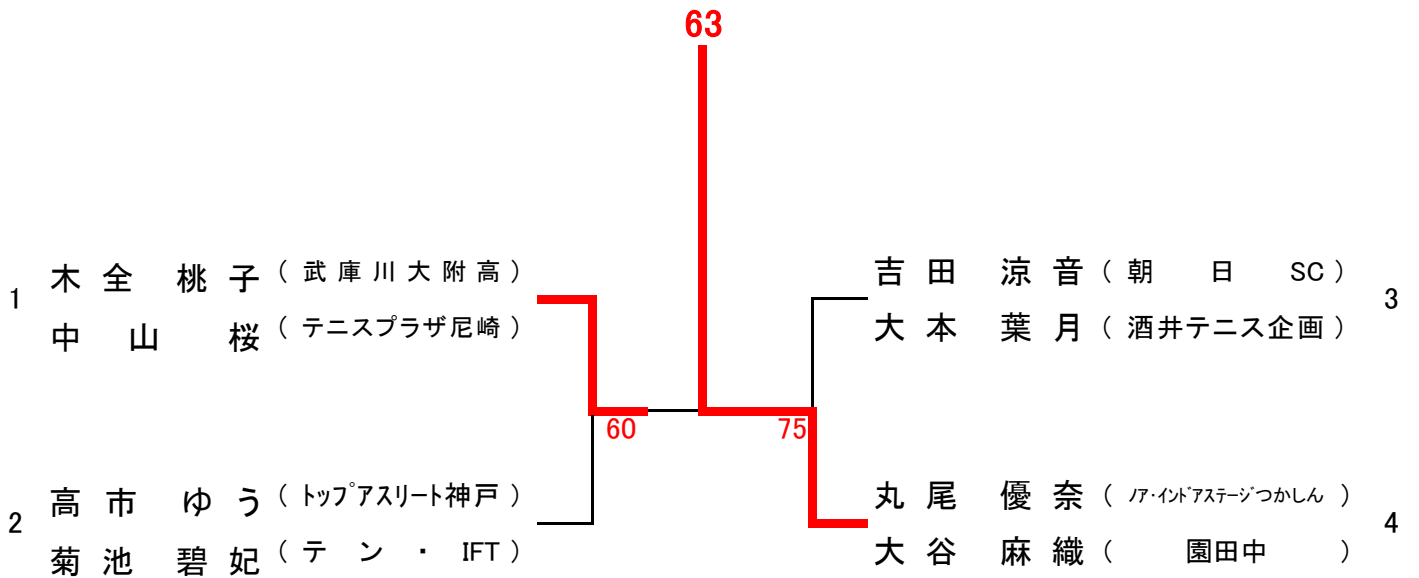 63
1
木全 桃子 ( 武庫川大附高 )
中山 桜 ( テニスプラザ尼崎 )
吉田 涼音 ( 朝日 SC )
大本 葉月 ( 酒井テニス企画 )
3
60
75
2
高市 ゆう ( トップアスリート神戸 )
菊池 碧妃 ( テン・IFT )
丸尾 優奈 ( ノア・インドアステージつかしん )
大谷 麻織 ( 園田中 )
4